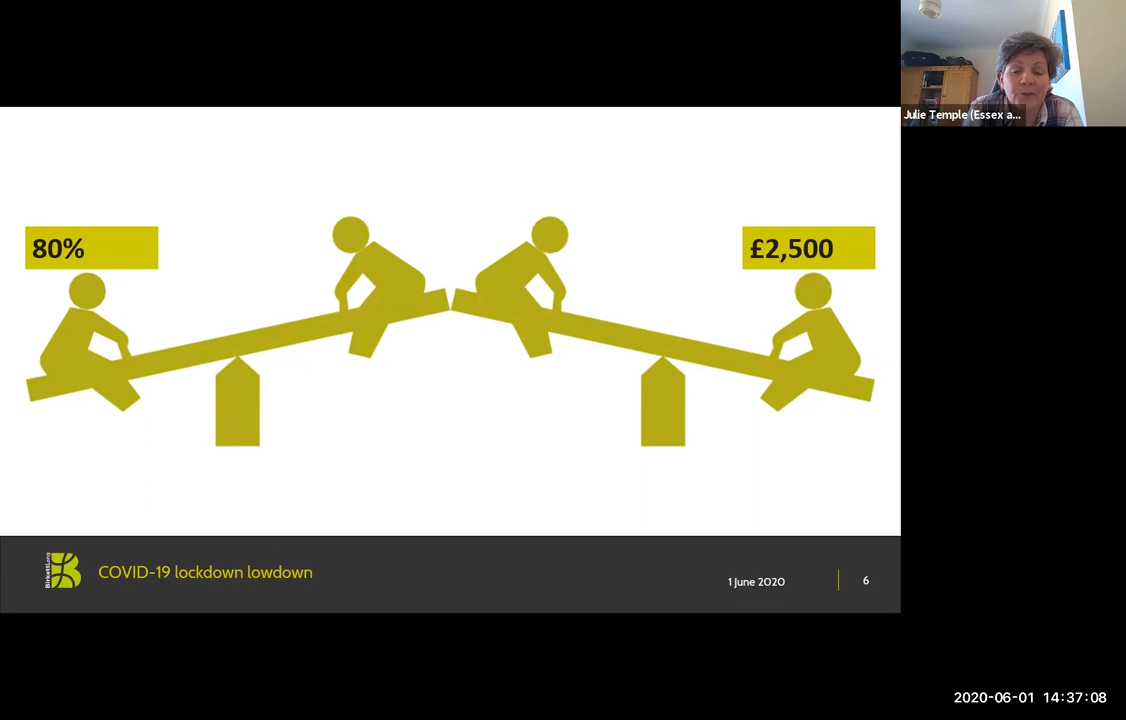 Julie Temple (Essex a...
80%
£2,500
BirkettLong
COVID-19 lockdown lowdown
1 June 2020
6
2020-06-01 14:37:08